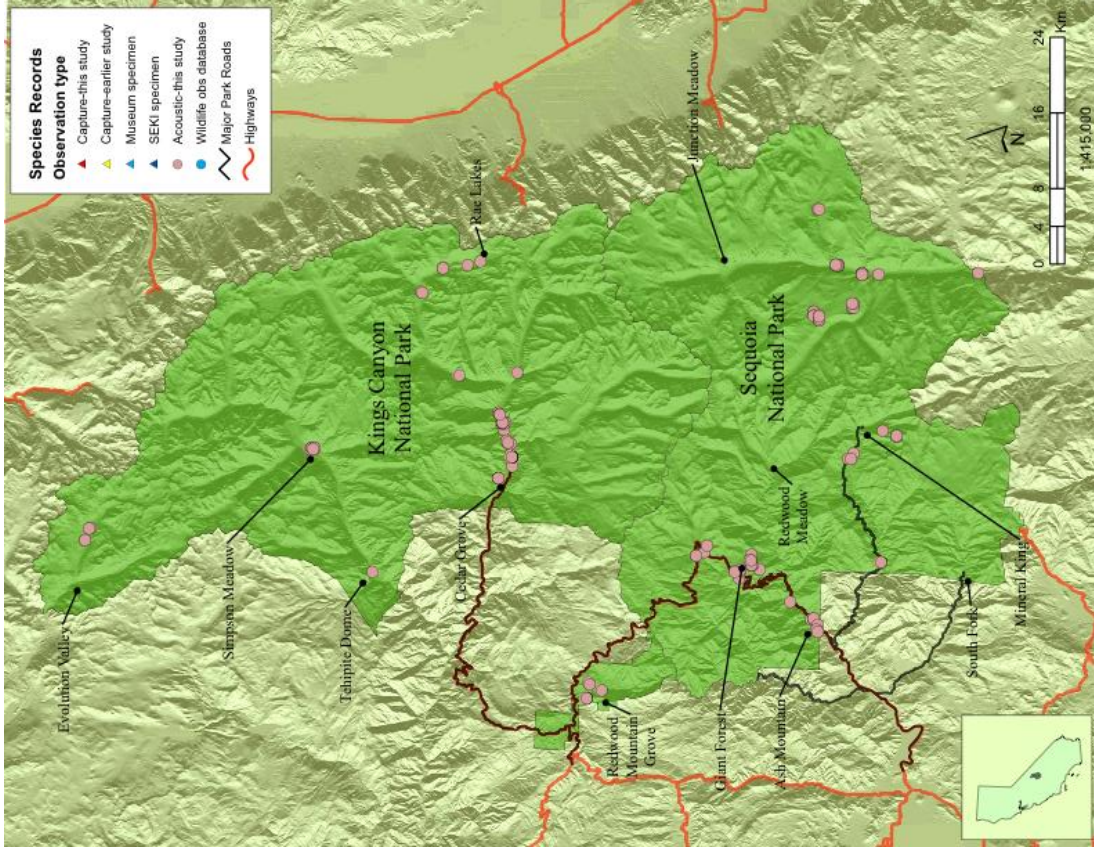 Species Records
Observation type
Capture-this study
Capture-earlier study
Museum specimen
SEKI specimen
Acoustic-this study
Wildlife obs database
Major Park Roads
Highways
Evolution Valley
Simpson Meadow
Tehipite Dome
Kings Canyon
National Park
Rae Lakes
Cedar Grove
Redwood
Mountain
Grove
Giant Forest
Ash Mountain
Redwood
Meadow
Sequoia
National Park
Junction Meadow
South Fork
Mineral King
N
0 4 8 16 24
Km
1:415,000